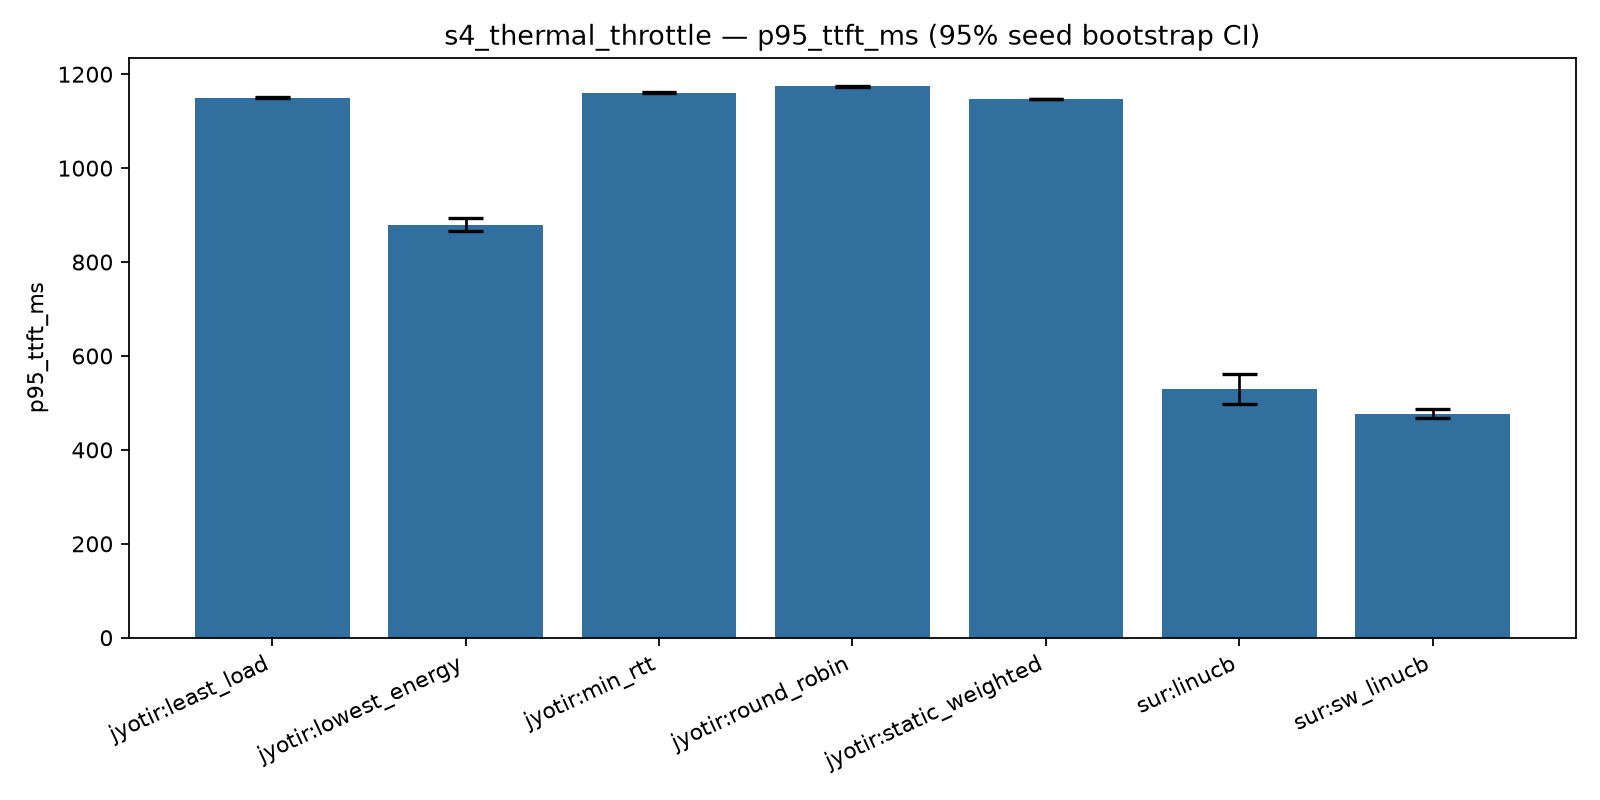 s4_thermal_throttle — p95_ttft_ms (95% seed bootstrap CI)
1200
1000
800
600
400
200
0
p95_ttft_ms
jyotir:least_load
jyotir:lowest_energy
jyotir:min_rtt
jyotir:round_robin
jyotir:static_weighted
sur:linucb
sur:sw_linucb